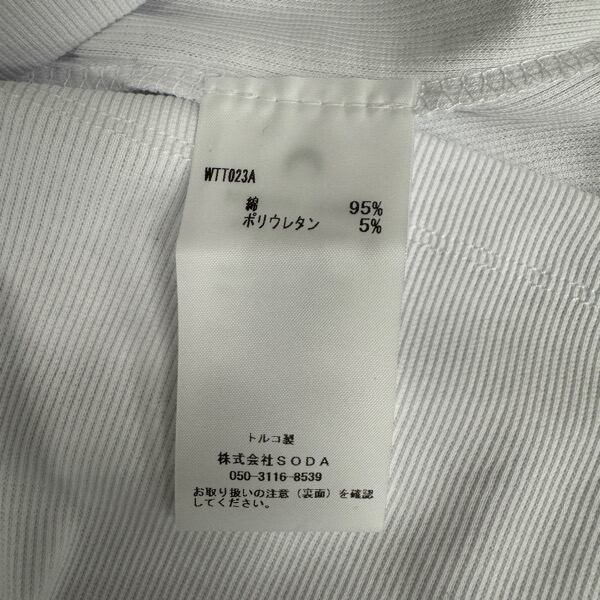 WTT023A
綿 95%
ポリウレタン 5%
トルコ製
株式会社SODA
050-3116-8539
お取り扱いの注意(裏面)を確認
してください。